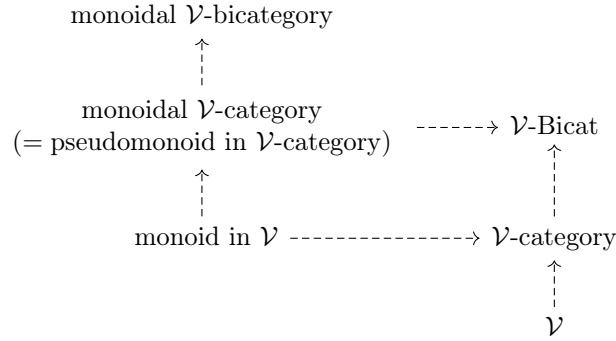 monoidal 𝒱-bicategory
monoidal 𝒱-category
(= pseudomonoid in 𝒱-category)
𝒱-Bicat
monoid in 𝒱
𝒱-category
𝒱